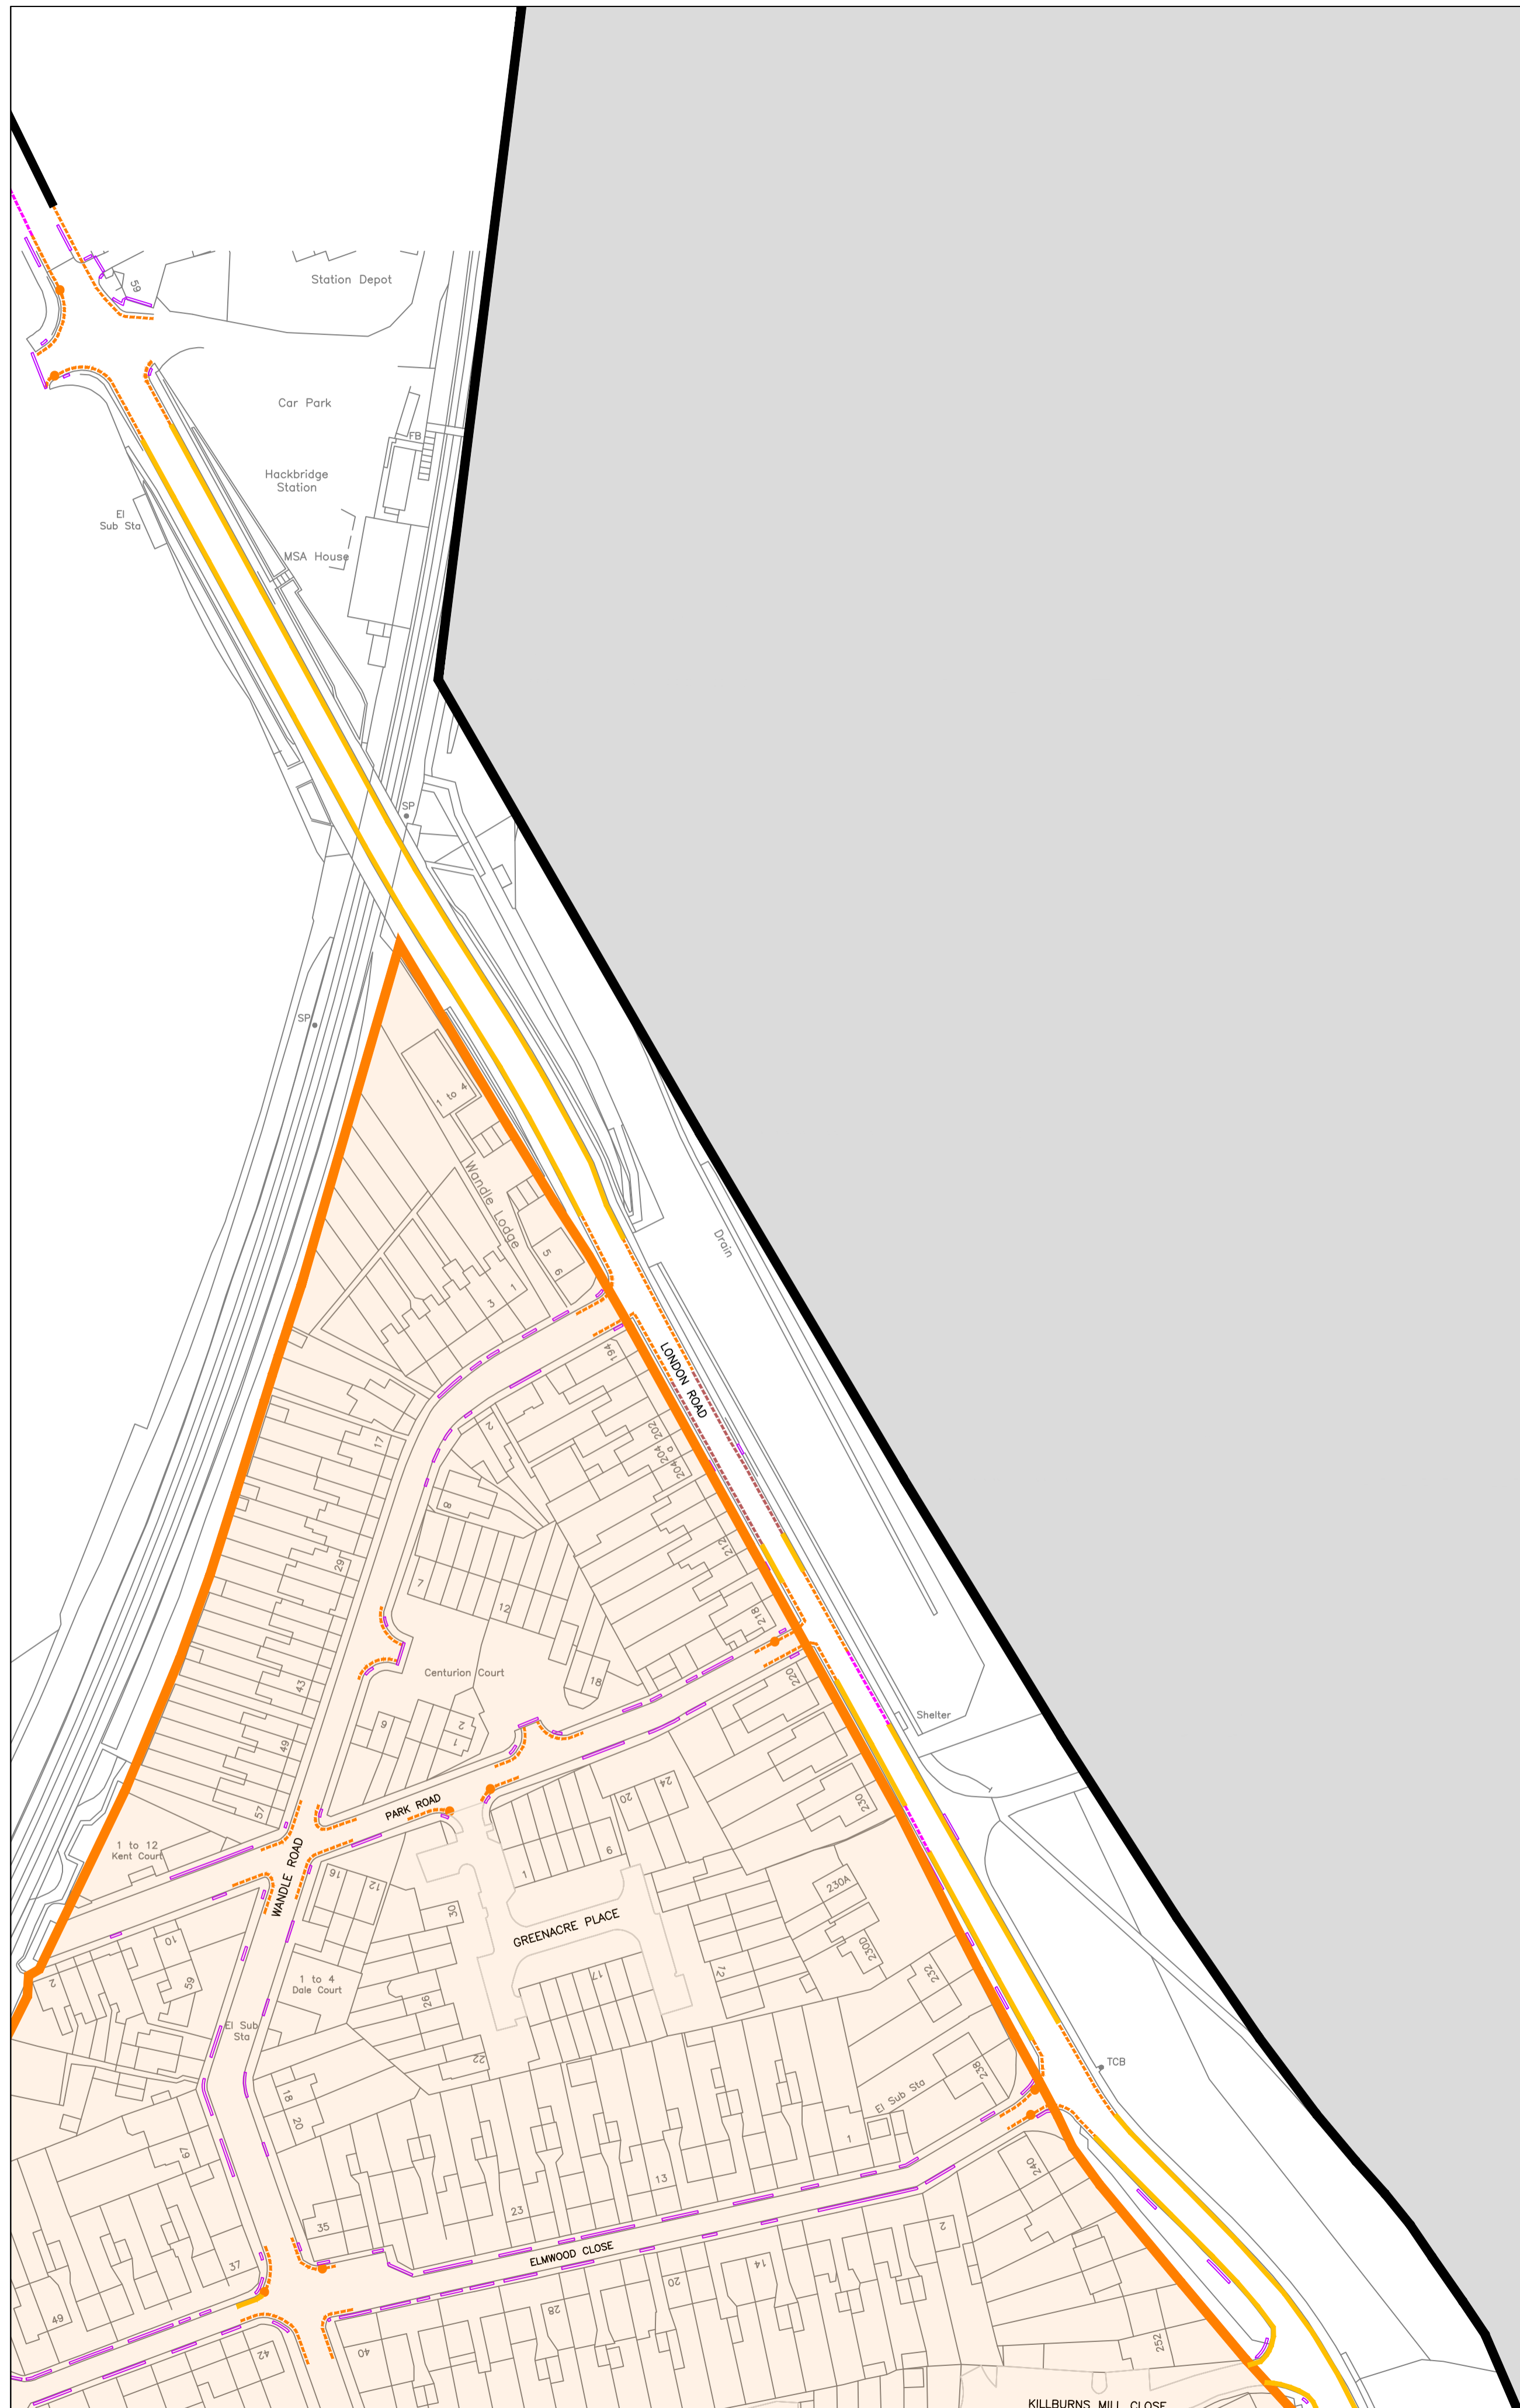 59
Station Depot
Car Park
FB
Hackbridge
Station
El
Sub Sta
MSA House
SP
SP
1 to 4
Wandle Lodge
Drain
5
6
1
3
LONDON ROAD
194
17
2
202
204
204
a
8
29
212
7
12
218
Centurion Court
18
43
220
6
2
1
Shelter
49
24
20
230
57
PARK ROAD
1 to 12
Kent Court
WANDLE ROAD
1
6
16
12
230A
30
GREENACRE PLACE
10
230D
2
59
1 to 4
Dale Court
17
12
232
26
El Sub
Sta
22
238
TCB
18
20
El Sub Sta
1
67
13
240
23
35
2
37
ELMWOOD CLOSE
14
20
49
28
42
40
252
KILLBURNS MILL CLOSE